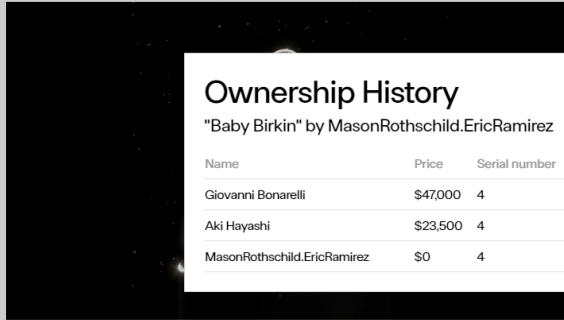 Ownership History
"Baby Birkin" by MasonRothschild.EricRamirez
Name Price Serial number
Giovanni Bonarelli $47,000 4
Aki Hayashi $23,500 4
MasonRothschild.EricRamirez $0 4